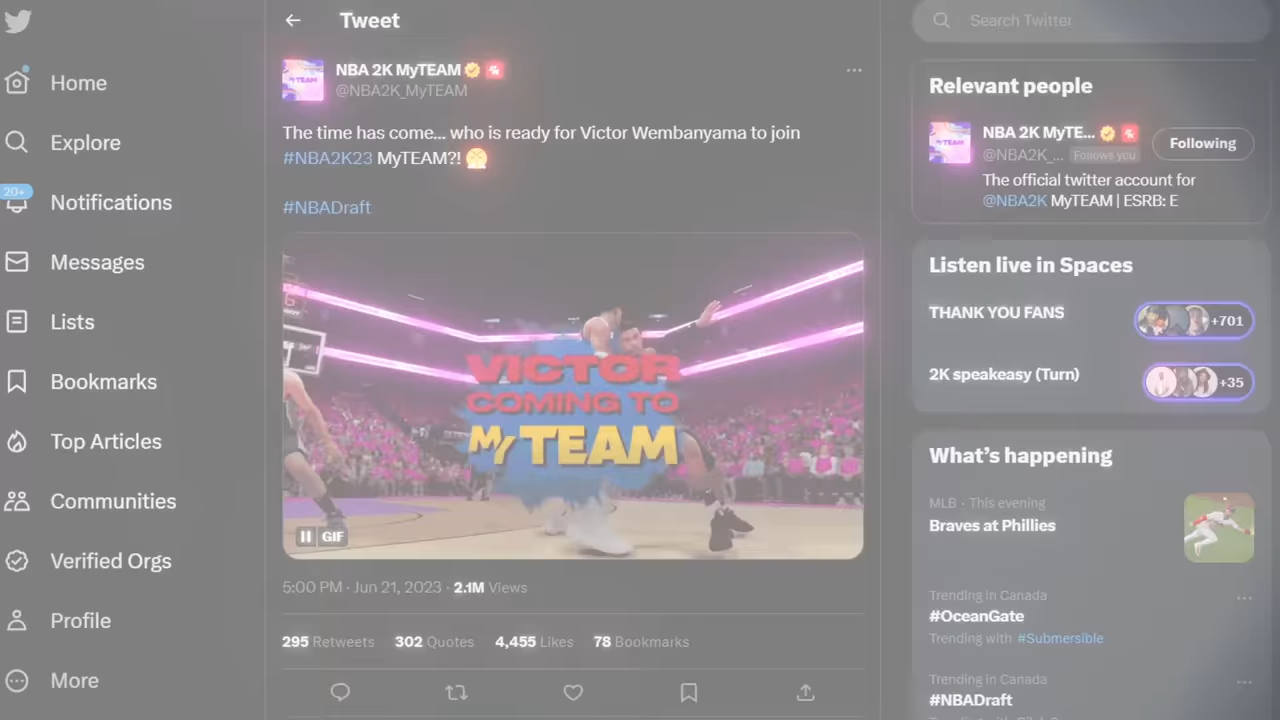 Home
Explore
20+
Notifications
Messages
Lists
Bookmarks
Top Articles
Communities
Verified Orgs
Profile
More
Tweet
NBA 2K MyTEAM
@NBA2K_MyTEAM
The time has come... who is ready for Victor Wembanyama to join
#NBA2K23 MyTEAM?!
#NBADraft
VICTOR
COMING TO
MyTEAM
GIF
5:00 PM · Jun 21, 2023 · 2.1M Views
295 Retweets 302 Quotes 4,455 Likes 78 Bookmarks
Search Twitter
Relevant people
NBA 2K MyTE...
@NBA2K_... Follows you
Following
The official twitter account for
@NBA2K MyTEAM | ESRB: E
Listen live in Spaces
THANK YOU FANS
+701
2K speakeasy (Turn)
+35
What's happening
MLB · This evening
Braves at Phillies
Trending in Canada
#OceanGate
Trending with #Submersible
Trending in Canada
#NBADraft